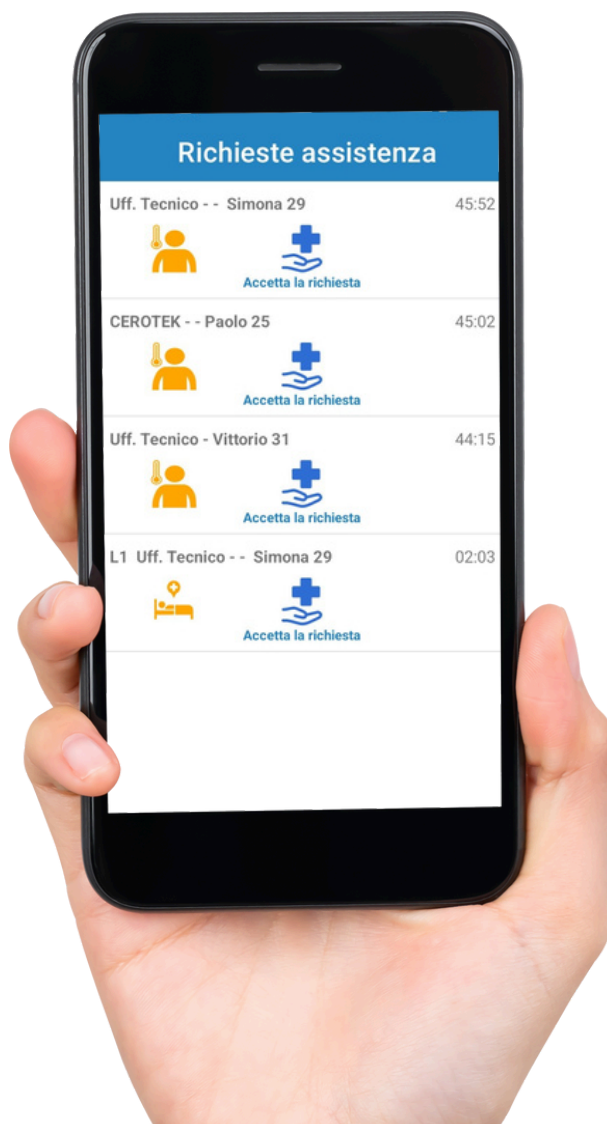 Richieste assistenza
Uff. Tecnico - - Simona 29 45:52
Accetta la richiesta
CEROTEK - - Paolo 25 45:02
Accetta la richiesta
Uff. Tecnico - Vittorio 31 44:15
Accetta la richiesta
L1 Uff. Tecnico - - Simona 29 02:03
Accetta la richiesta